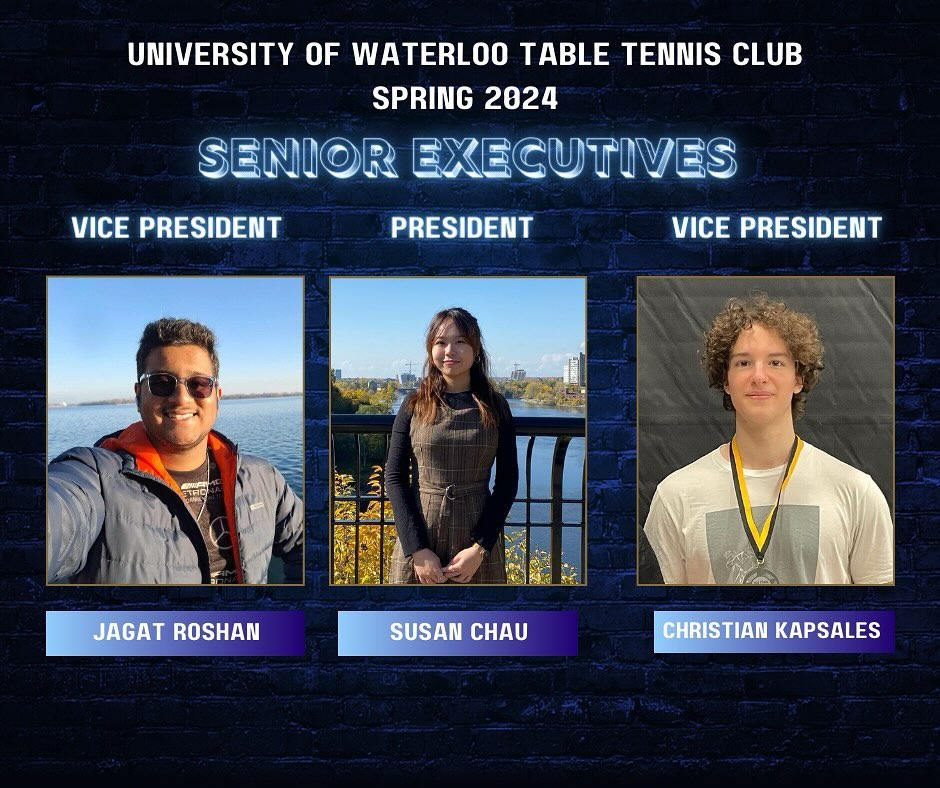 UNIVERSITY OF WATERLOO TABLE TENNIS CLUB
SPRING 2024
SENIOR EXECUTIVES
VICE PRESIDENT
PRESIDENT
VICE PRESIDENT
AMG
JAGAT ROSHAN
SUSAN CHAU
CHRISTIAN KAPSALES